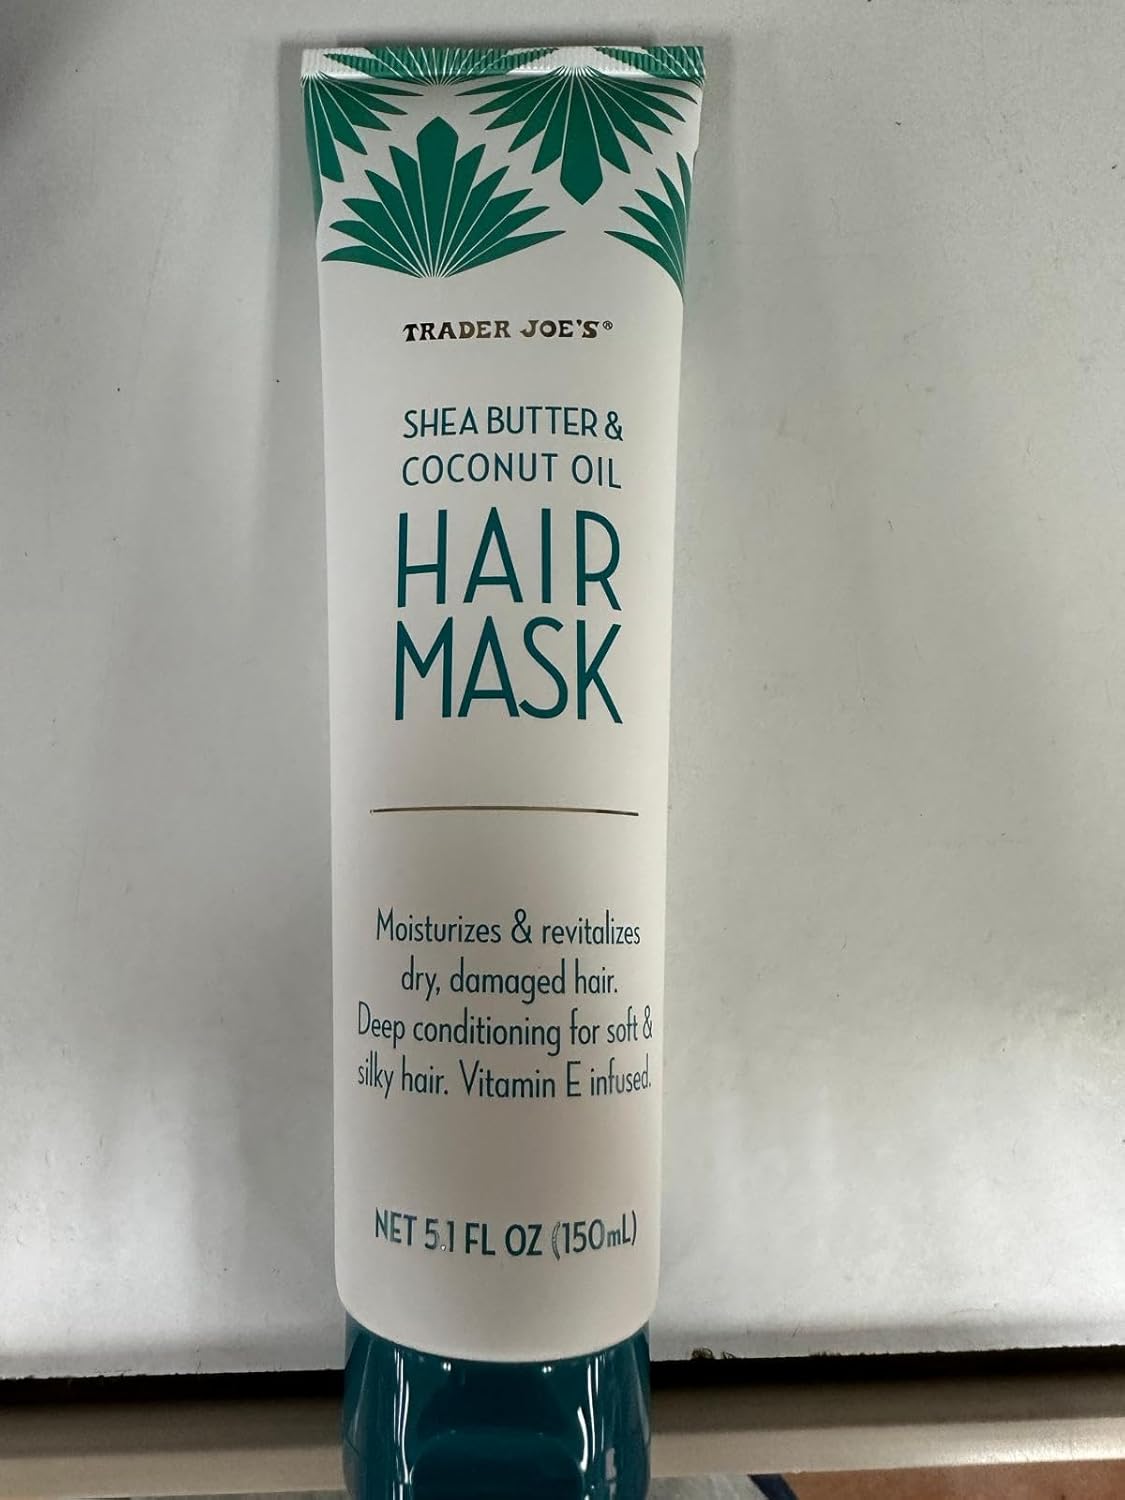 TRADER JOE'S®
SHEA BUTTER &
COCONUT OIL
HAIR
MASK
Moisturizes & revitalizes
dry, damaged hair.
Deep conditioning for soft &
silky hair. Vitamin E infused.
NET 5.1 FL OZ (150mL)